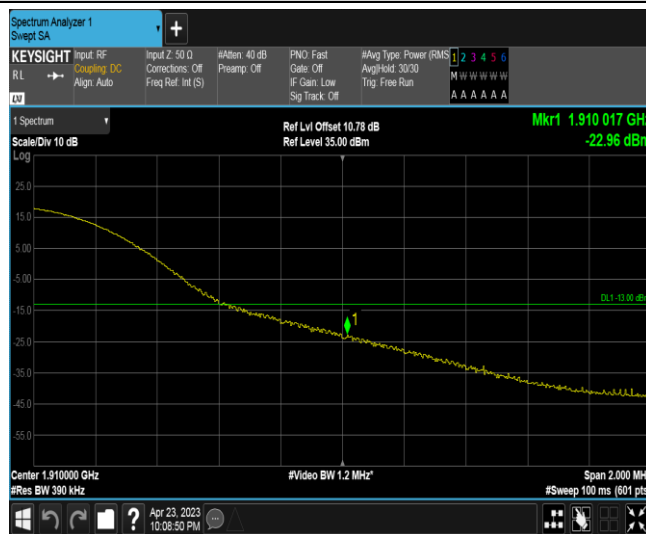 Spectrum Analyzer 1
Swept SA
+
KEYSIGHT
RL
LXI
Input: RF
Coupling: DC
Align: Auto
Input Z: 50 Ω
Corrections: Off
Freq Ref: Int (S)
#Atten: 40 dB
Preamp: Off
PNO: Fast
Gate: Off
IF Gain: Low
Sig Track: Off
#Avg Type: Power (RMS
Avg|Hold: 30/30
Trig: Free Run
1 2 3 4 5 6
M W W W W W
A A A A A A
1 Spectrum
Scale/Div 10 dB
Ref Lvl Offset 10.78 dB
Ref Level 35.00 dBm
Mkr1 1.910 017 GH
-22.96 dBm
Log
25.0
15.0
5.00
-5.00
-15.0
-25.0
-35.0
-45.0
-55.0
DL1 -13.00 dBm
1
Center 1.910000 GHz
#Res BW 390 kHz
#Video BW 1.2 MHz*
Span 2.000 MH
#Sweep 100 ms (601 pts
?
Apr 23, 2023
10:08:50 PM